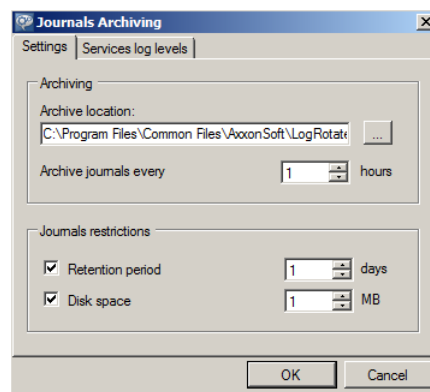 Journals Archiving
Settings Services log levels
Archiving
Archive location:
C:\Program Files\Common Files\AxxonSoft\LogRotate ...
Archive journals every 1 hours
Journals restrictions
Retention period 1 days
Disk space 1 MB
OK Cancel